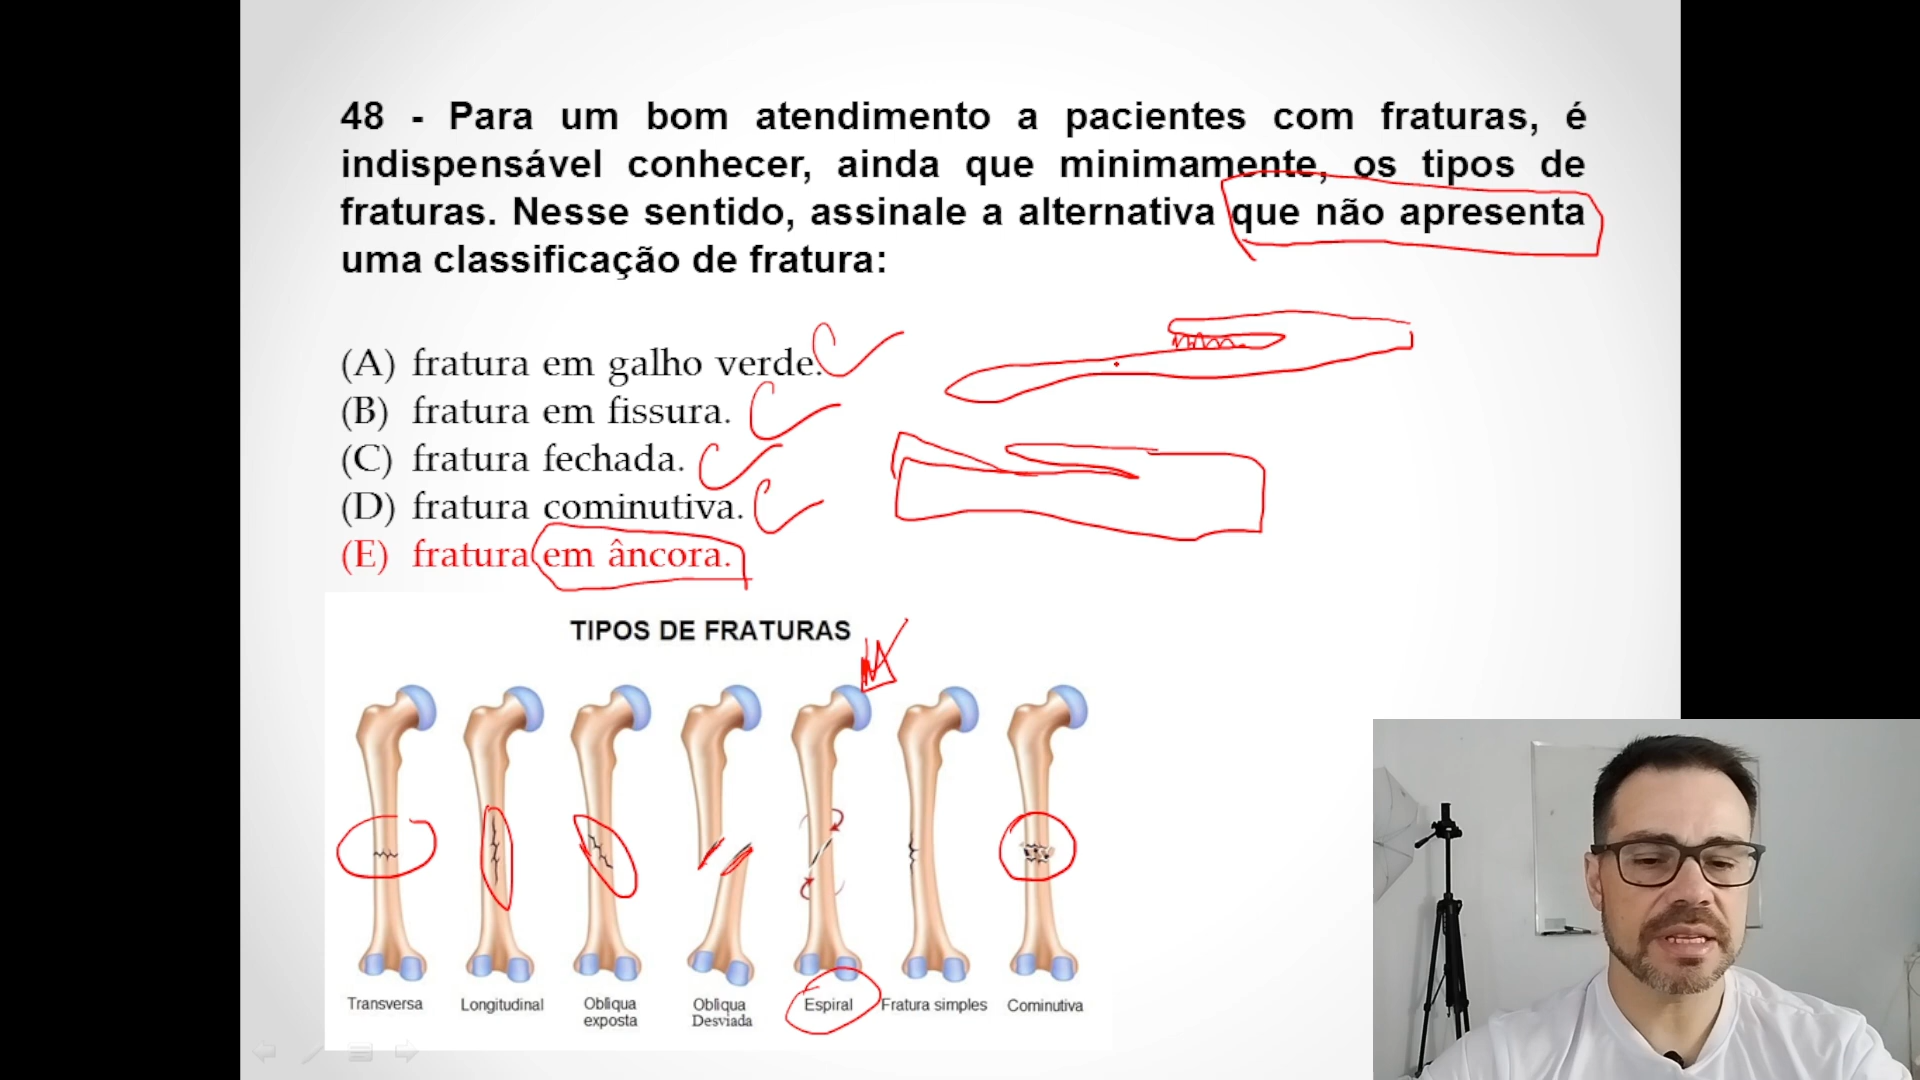 48 - Para um bom atendimento a pacientes com fraturas, é
indispensável conhecer, ainda que minimamente, os tipos de
fraturas. Nesse sentido, assinale a alternativa que não apresenta
uma classificação de fratura:
(A) fratura em galho verde.
(B) fratura em fissura.
(C) fratura fechada.
(D) fratura cominutiva.
(E) fratura em âncora.
TIPOS DE FRATURAS
Transversa
Longitudinal
Oblíqua
exposta
Oblíqua
Desviada
Espiral
Fratura simples
Cominutiva